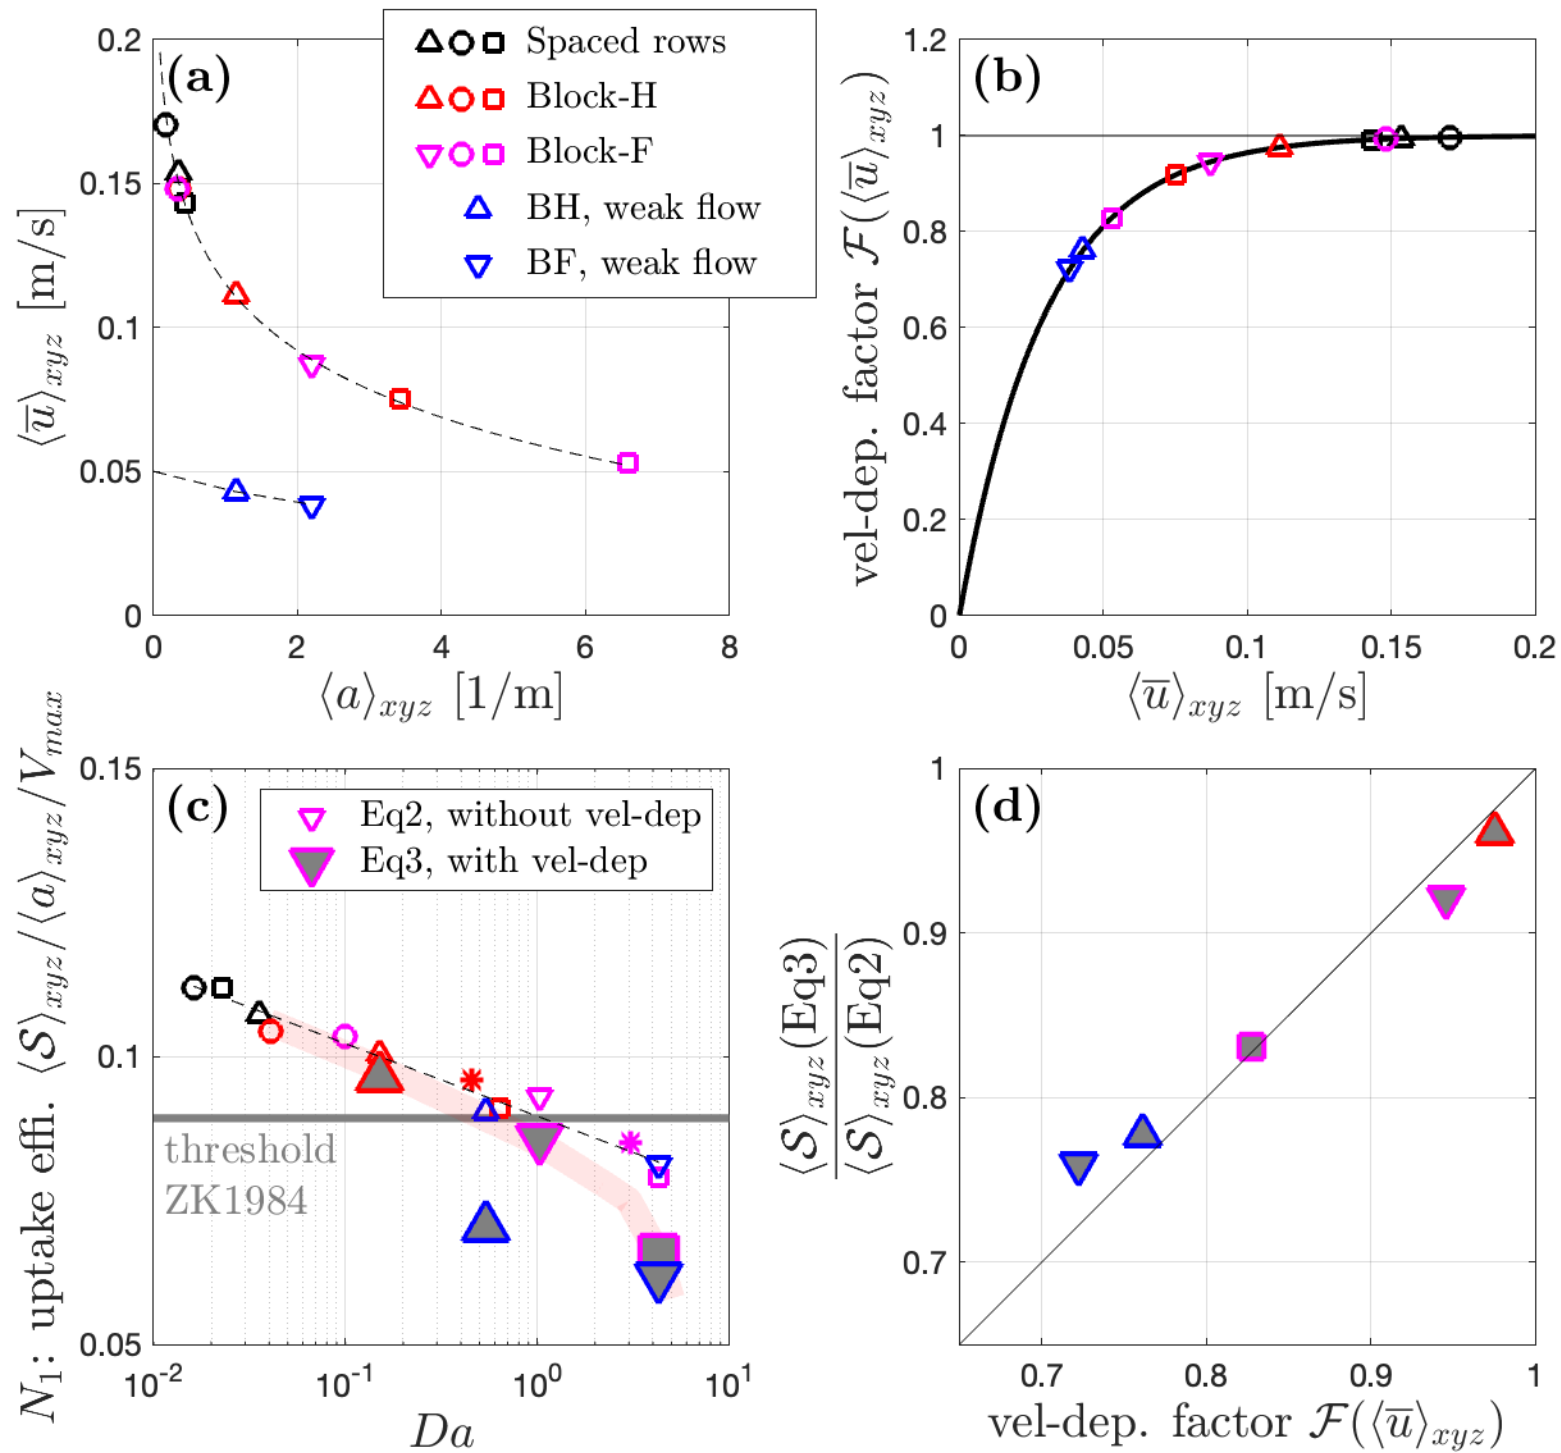 (a)
Spaced rows
Block-H
Block-F
BH, weak flow
BF, weak flow
0.2
0.15
0.1
0.05
0
0 2 4 6 8
⟨u̅⟩xyz [m/s]
⟨a⟩xyz [1/m]
(b)
1.2
1
0.8
0.6
0.4
0.2
0
0 0.05 0.1 0.15 0.2
vel-dep. factor ℱ(⟨u̅⟩xyz)
⟨u̅⟩xyz [m/s]
(c)
Eq2, without vel-dep
Eq3, with vel-dep
0.15
0.1
0.05
threshold
ZK1984
10⁻² 10⁻¹ 10⁰ 10¹
N₁: uptake effi. ⟨𝒮⟩xyz/⟨a⟩xyz/Vmax
Da
(d)
1
0.9
0.8
0.7
0.7 0.8 0.9 1
⟨𝒮⟩xyz(Eq3)
⟨𝒮⟩xyz(Eq2)
vel-dep. factor ℱ(⟨u̅⟩xyz)